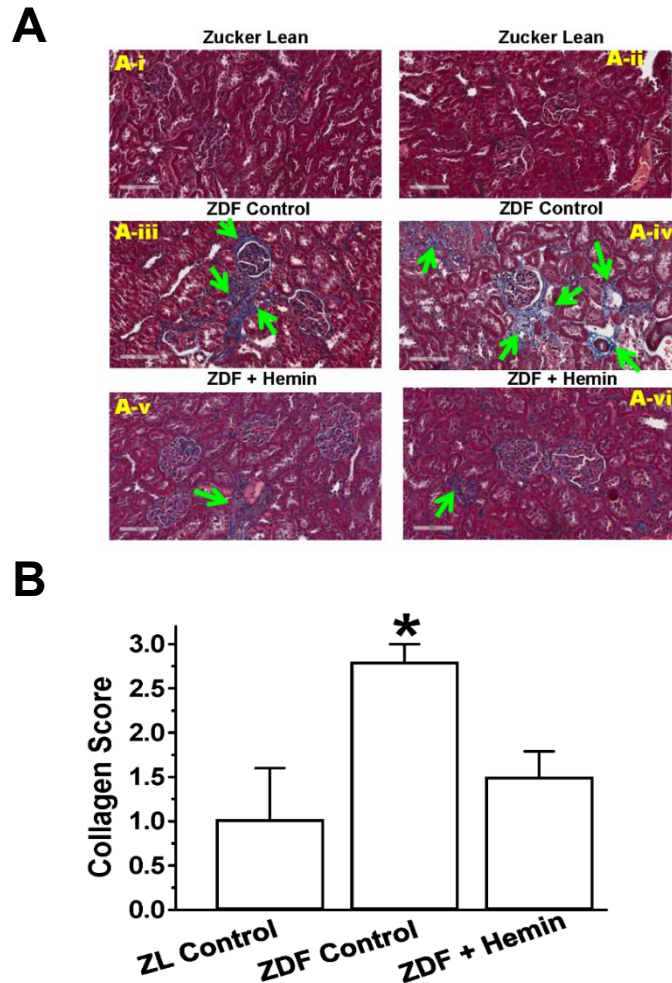 A
Zucker Lean Zucker Lean
A-i A-ii
ZDF Control ZDF Control
A-iii A-iv
ZDF + Hemin ZDF + Hemin
A-v A-vi
B
*
3.0
2.5
2.0
1.5
1.0
0.5
0.0
Collagen Score
ZL Control ZDF Control ZDF + Hemin